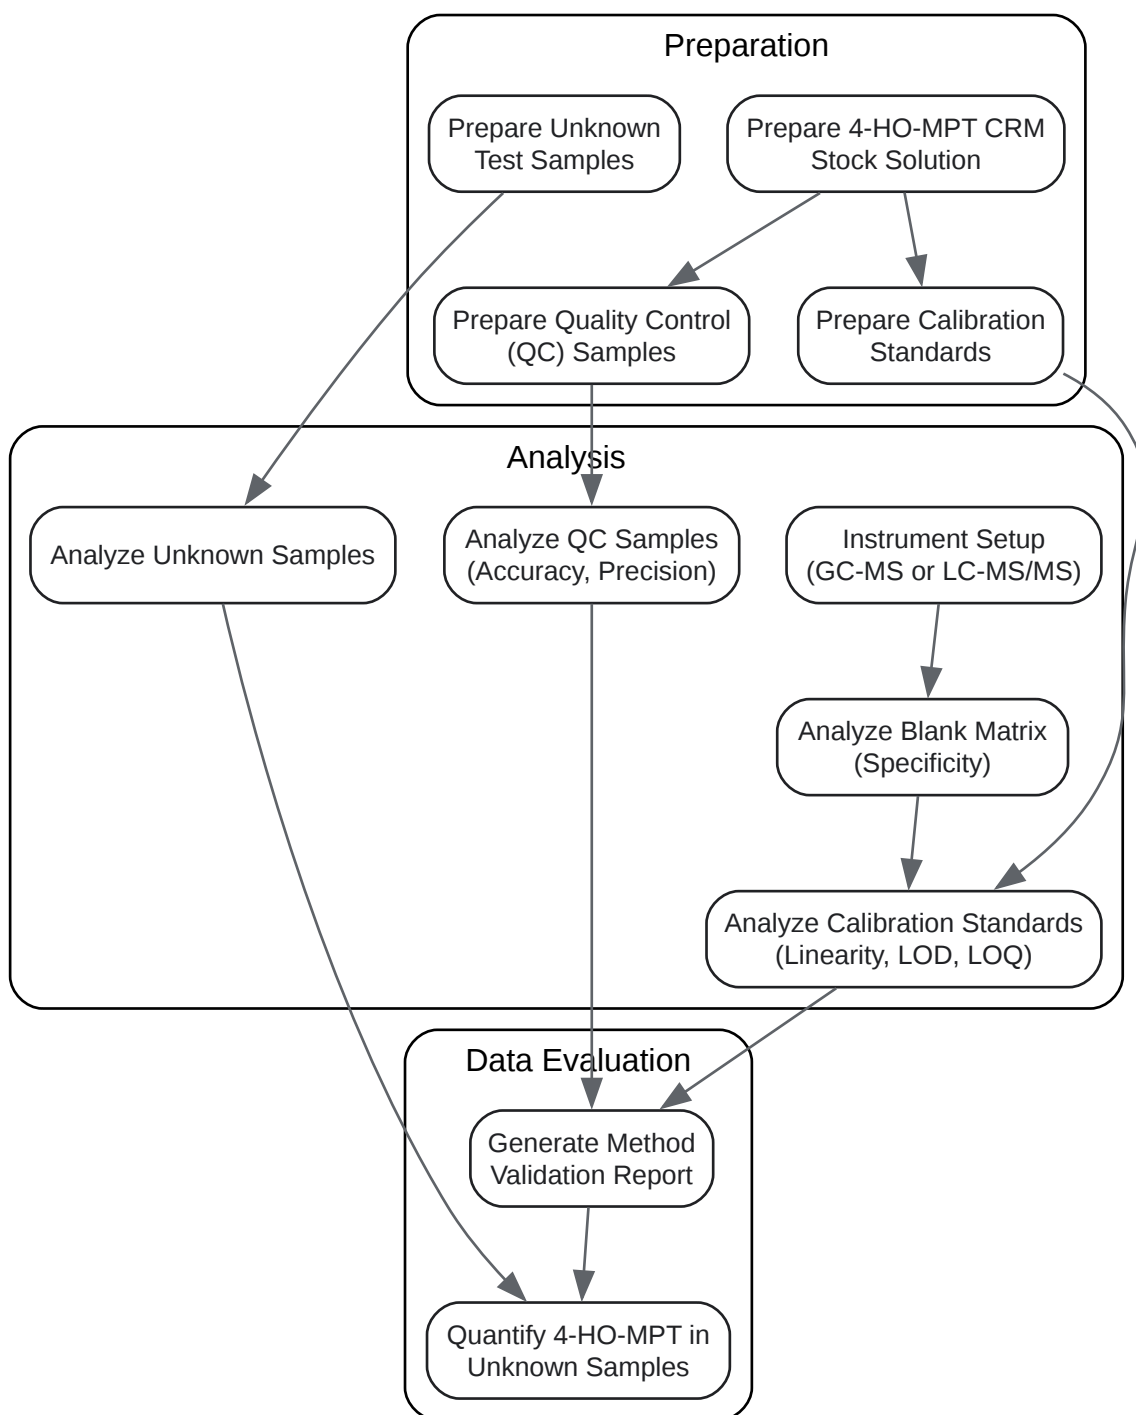 Preparation
Prepare Unknown
Test Samples
Prepare 4-HO-MPT CRM
Stock Solution
Prepare Quality Control
(QC) Samples
Prepare Calibration
Standards
Analysis
Analyze Unknown Samples
Analyze QC Samples
(Accuracy, Precision)
Instrument Setup
(GC-MS or LC-MS/MS)
Analyze Blank Matrix
(Specificity)
Analyze Calibration Standards
(Linearity, LOD, LOQ)
Data Evaluation
Generate Method
Validation Report
Quantify 4-HO-MPT in
Unknown Samples